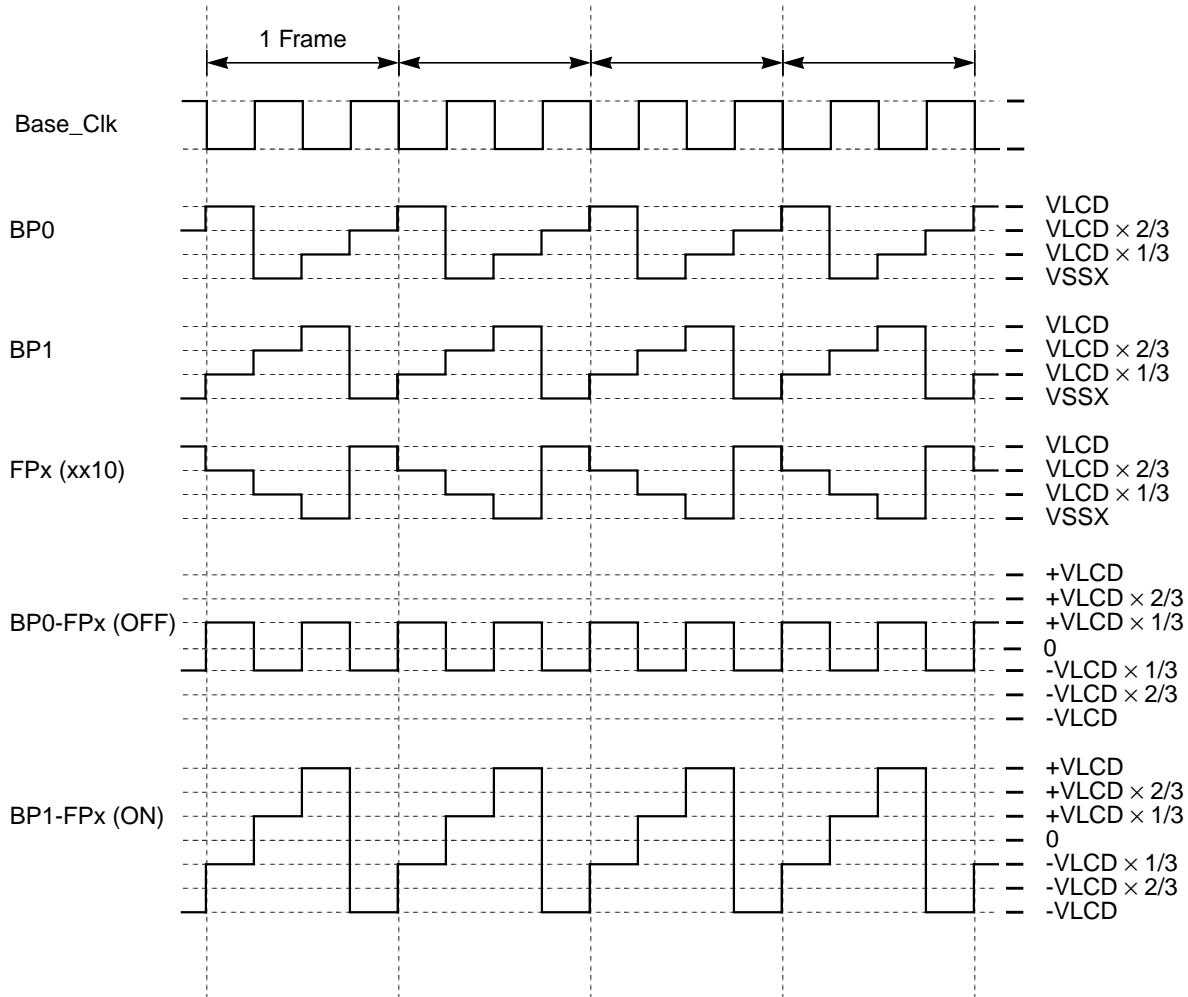 1 Frame
Base_Clk
BP0
VLCD
VLCD × 2/3
VLCD × 1/3
VSSX
BP1
VLCD
VLCD × 2/3
VLCD × 1/3
VSSX
FPx (xx10)
VLCD
VLCD × 2/3
VLCD × 1/3
VSSX
BP0-FPx (OFF)
+VLCD
+VLCD × 2/3
+VLCD × 1/3
0
-VLCD × 1/3
-VLCD × 2/3
-VLCD
BP1-FPx (ON)
+VLCD
+VLCD × 2/3
+VLCD × 1/3
0
-VLCD × 1/3
-VLCD × 2/3
-VLCD